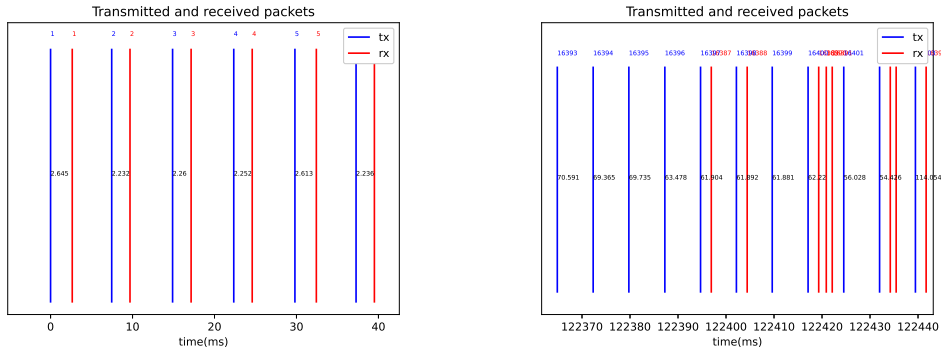 Transmitted and received packets
1 1 2 2 3 3 4 4 5 5
tx
rx
2.645 2.232 2.26 2.252 2.613 2.236
0 10 20 30 40
time(ms)
Transmitted and received packets
16393 16394 16395 16396 16397 16387 16398 16388 16399 16401
tx
rx
70.591 69.365 69.735 63.478 61.904 61.892 61.881 62.22 56.028 54.426 114.054
122370 122380 122390 122400 122410 122420 122430 122440
time(ms)